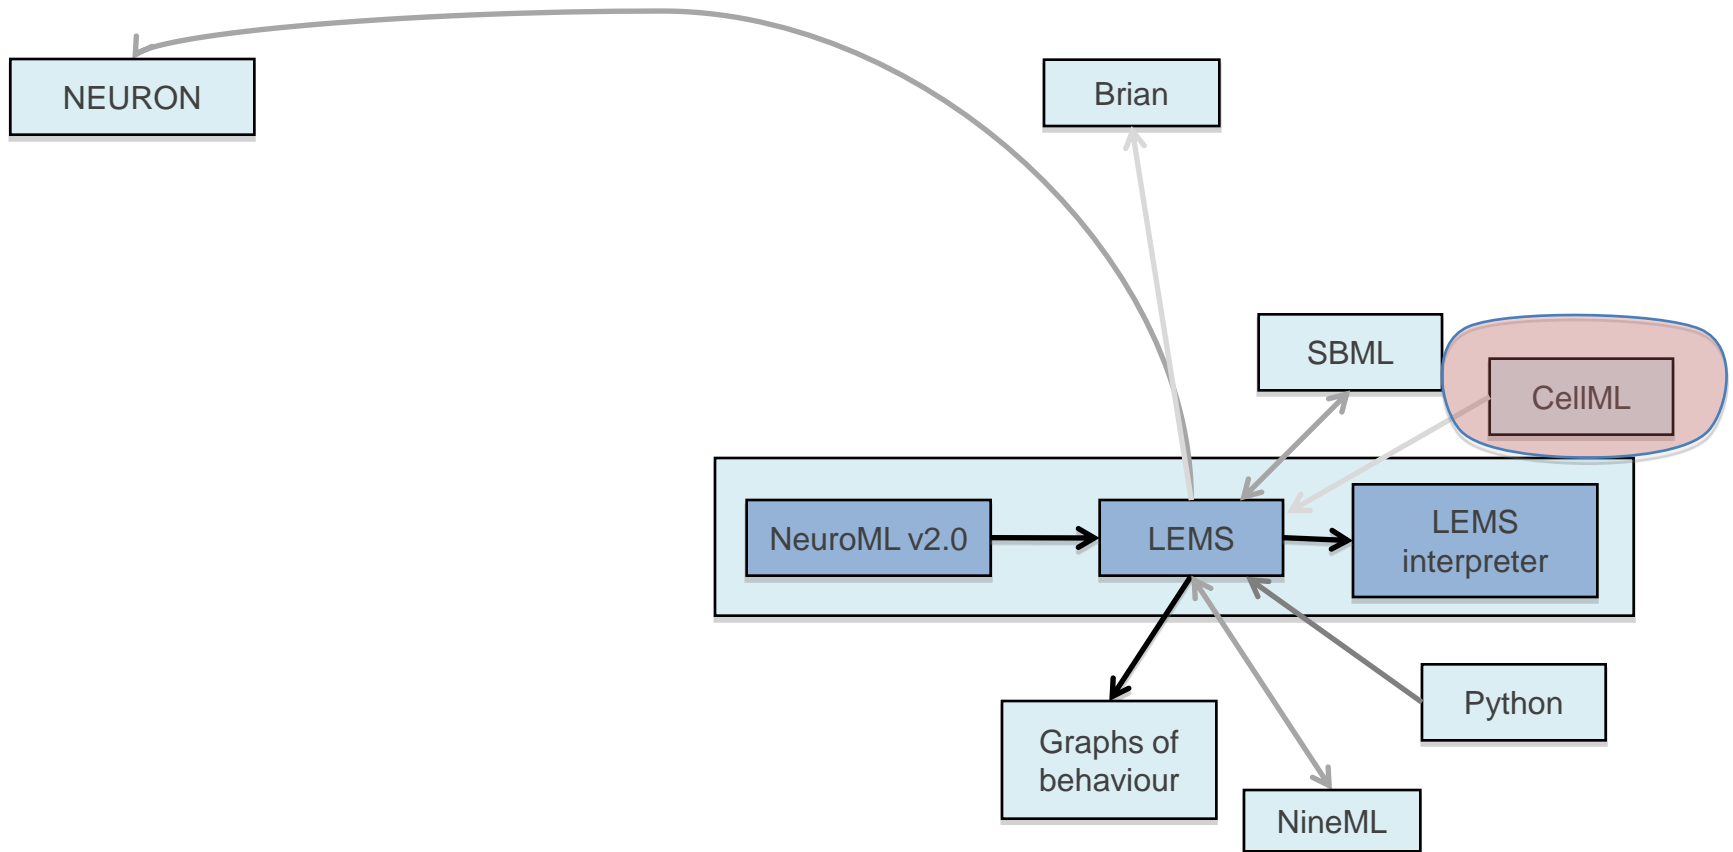 NEURON
Brian
SBML
CellML
NeuroML v2.0
LEMS
LEMS
interpreter
Python
Graphs of
behaviour
NineML